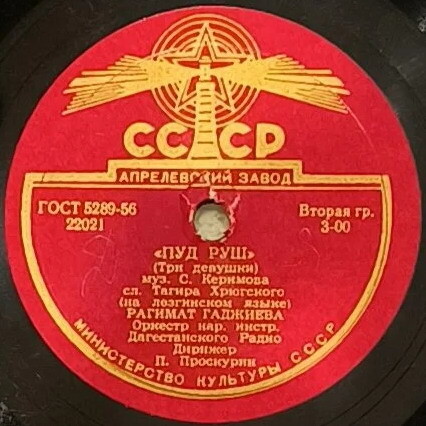 СССР
АПРЕЛЕВСКИЙ ЗАВОД
ГОСТ 5289-56
22021
Вторая гр.
3-00
«ПУД РУШ»
(Три девушки)
муз. С. Керимова
сл. Тагира Хрюгского
(на лезгинском языке)
РАГИМАТ ГАДЖИЕВА
Оркестр нар. инстр.
Дагестанского Радио
Дирижер
П. Проскурин
МИНИСТЕРСТВО КУЛЬТУРЫ СССР